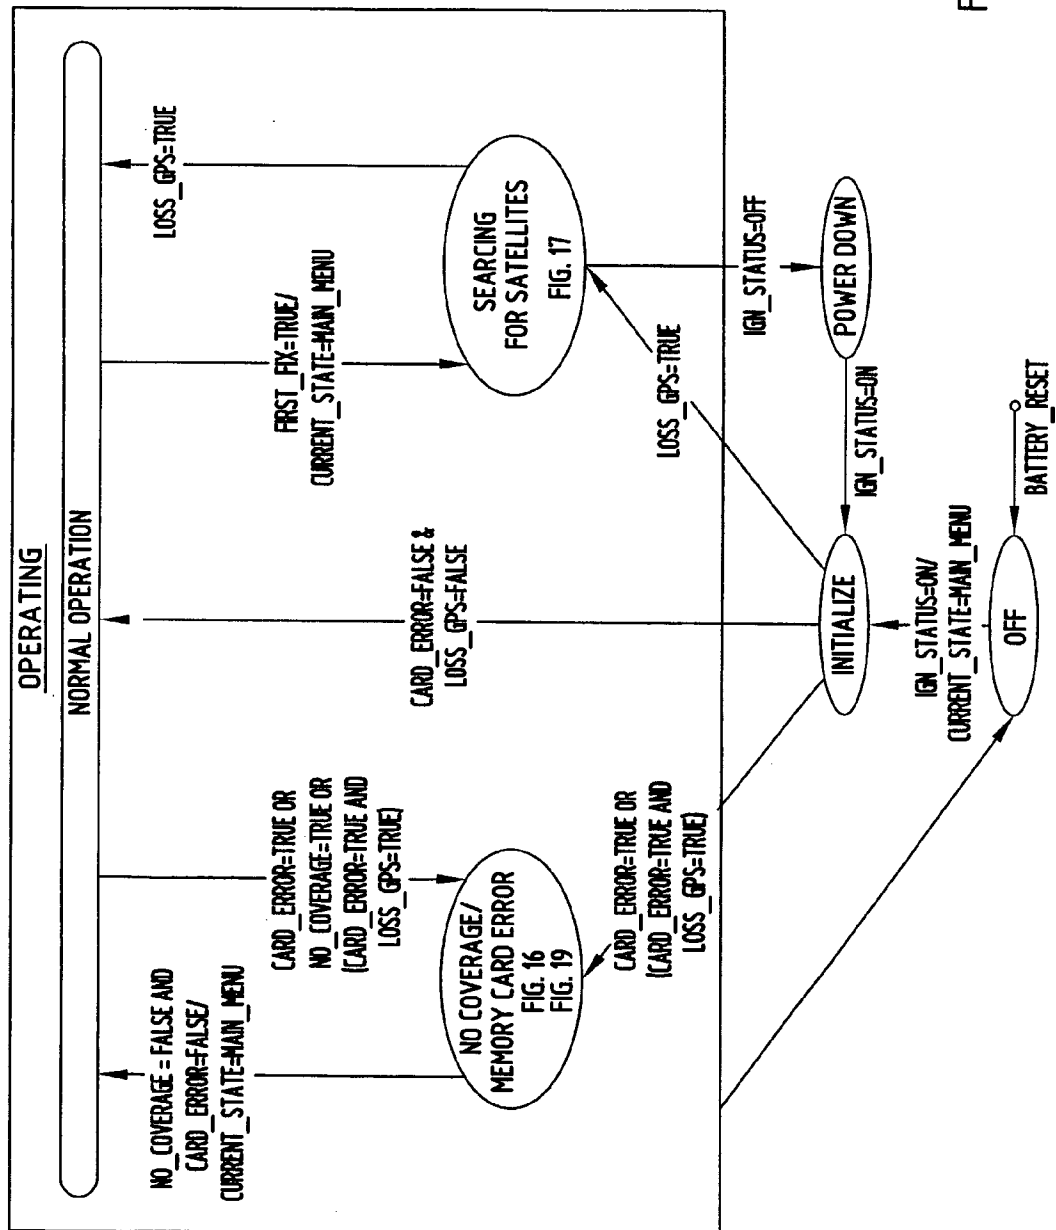 OPERATING
NORMAL OPERATION
NO_COVERAGE = FALSE AND
CARD_ERROR=FALSE/
CURRENT_STATE=MAIN_MENU
CARD_ERROR=TRUE OR
NO_COVERAGE=TRUE OR
(CARD_ERROR=TRUE AND
LOSS_GPS=TRUE)
FIRST_FIX=TRUE/
CURRENT_STATE=MAIN_MENU
LOSS_GPS=TRUE
CARD_ERROR=FALSE &
LOSS_GPS=FALSE
NO COVERAGE/
MEMORY CARD ERROR
FIG. 16
FIG. 19
SEARCING
FOR SATELLITES
FIG. 17
CARD_ERROR=TRUE OR
(CARD_ERROR=TRUE AND
LOSS_GPS=TRUE)
LOSS_GPS=TRUE
IGN_STATUS=OFF
INITIALIZE
IGN_STATUS=ON
POWER DOWN
IGN_STATUS=ON/
CURRENT_STATE=MAIN_MENU
OFF
BATTERY_RESET